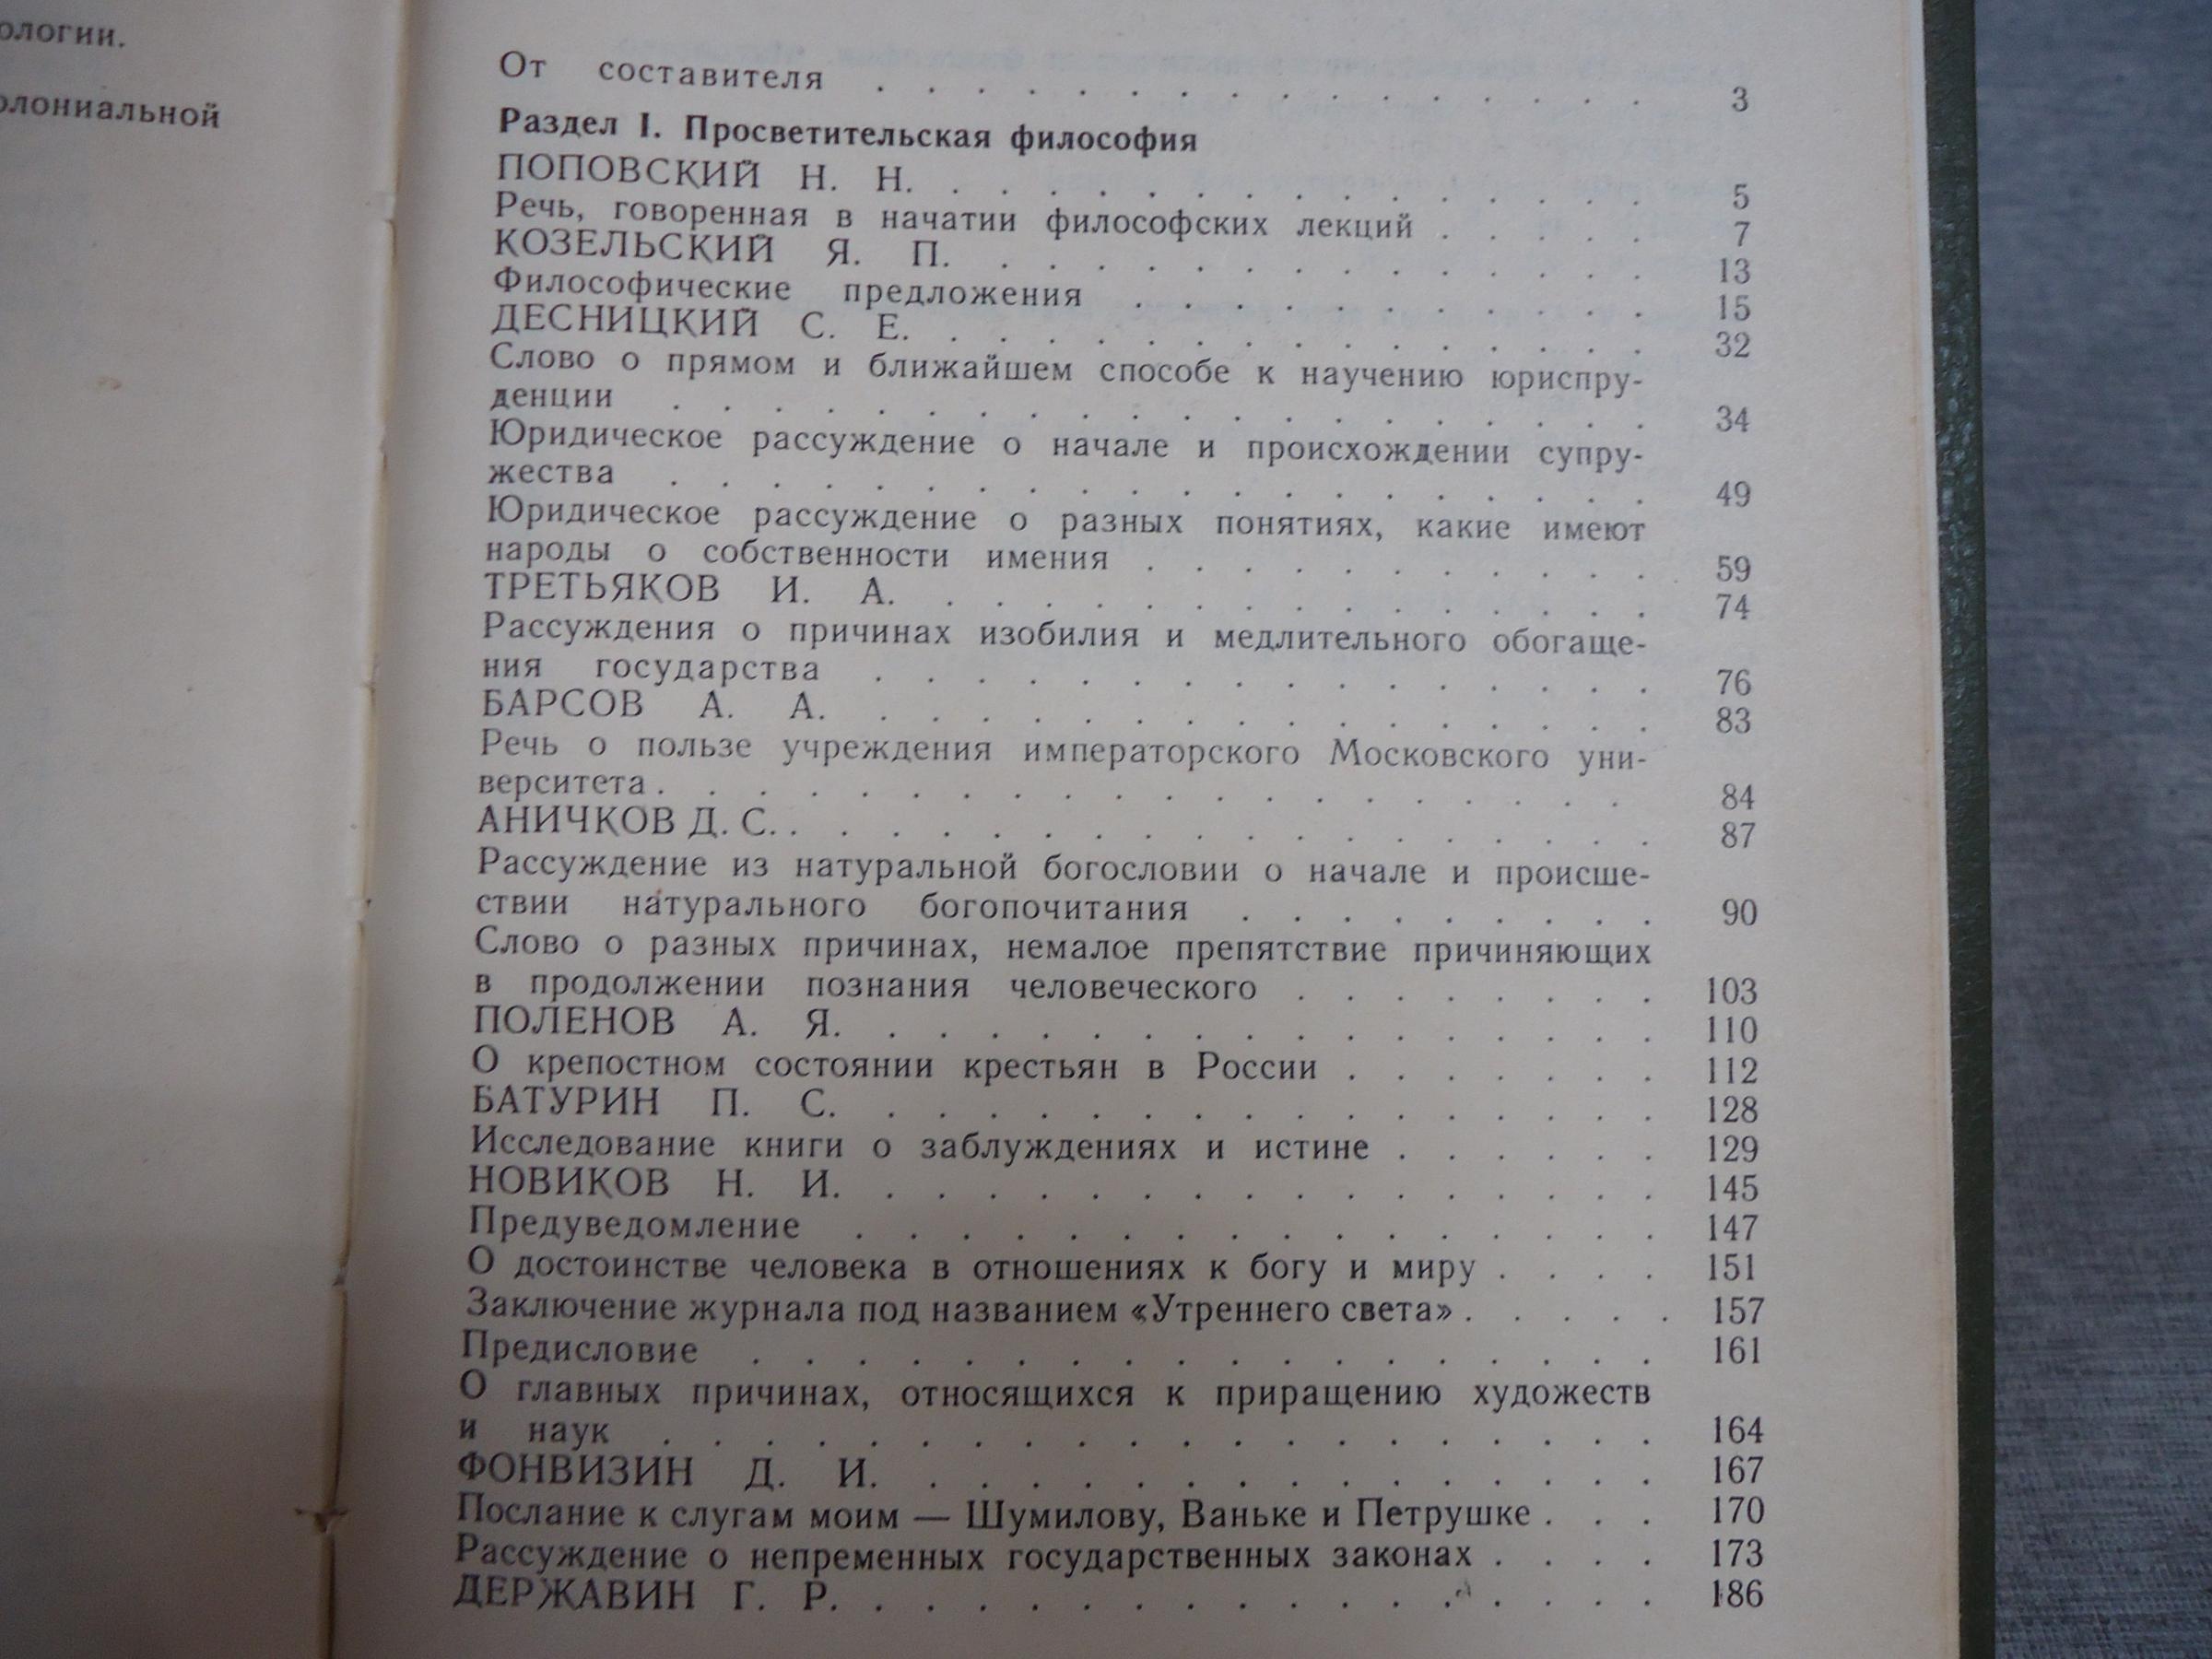 ологии.
олониальной
От составителя . . . . . . . . . . . . . . . . 3
Раздел I. Просветительская философия
ПОПОВСКИЙ Н. Н. . . . . . . . . . . . . . . . 5
Речь, говоренная в начатии философских лекций . . . . . 7
КОЗЕЛЬСКИЙ Я. П. . . . . . . . . . . . . . . 13
Философические предложения . . . . . . . . . . . 15
ДЕСНИЦКИЙ С. Е. . . . . . . . . . . . . . . . 32
Слово о прямом и ближайшем способе к научению юриспру-
денции . . . . . . . . . . . . . . . . . . . . 34
Юридическое рассуждение о начале и происхождении супру-
жества . . . . . . . . . . . . . . . . . . . . 49
Юридическое рассуждение о разных понятиях, какие имеют
народы о собственности имения . . . . . . . . . . . 59
ТРЕТЬЯКОВ И. А. . . . . . . . . . . . . . . . 74
Рассуждения о причинах изобилия и медлительного обогаще-
ния государства . . . . . . . . . . . . . . . . 76
БАРСОВ А. А. . . . . . . . . . . . . . . . . 83
Речь о пользе учреждения императорского Московского уни-
верситета . . . . . . . . . . . . . . . . . . . . 84
АНИЧКОВ Д. С. . . . . . . . . . . . . . . . . . . 87
Рассуждение из натуральной богословии о начале и происше-
ствии натурального богопочитания . . . . . . . . . 90
Слово о разных причинах, немалое препятствие причиняющих
в продолжении познания человеческого . . . . . . . . 103
ПОЛЕНОВ А. Я. . . . . . . . . . . . . . . . . 110
О крепостном состоянии крестьян в России . . . . . . . 112
БАТУРИН П. С. . . . . . . . . . . . . . . . . 128
Исследование книги о заблуждениях и истине . . . . . . 129
НОВИКОВ Н. И. . . . . . . . . . . . . . . . . 145
Предуведомление . . . . . . . . . . . . . . . . 147
О достоинстве человека в отношениях к богу и миру . . . . 151
Заключение журнала под названием «Утреннего света» . . . . . 157
Предисловие . . . . . . . . . . . . . . . . . . 161
О главных причинах, относящихся к приращению художеств
и наук . . . . . . . . . . . . . . . . . . . . 164
ФОНВИЗИН Д. И. . . . . . . . . . . . . . . . 167
Послание к слугам моим — Шумилову, Ваньке и Петрушке . . . 170
Рассуждение о непременных государственных законах . . . . 173
ДЕРЖАВИН Г. Р. . . . . . . . . . . . . . . . . 186